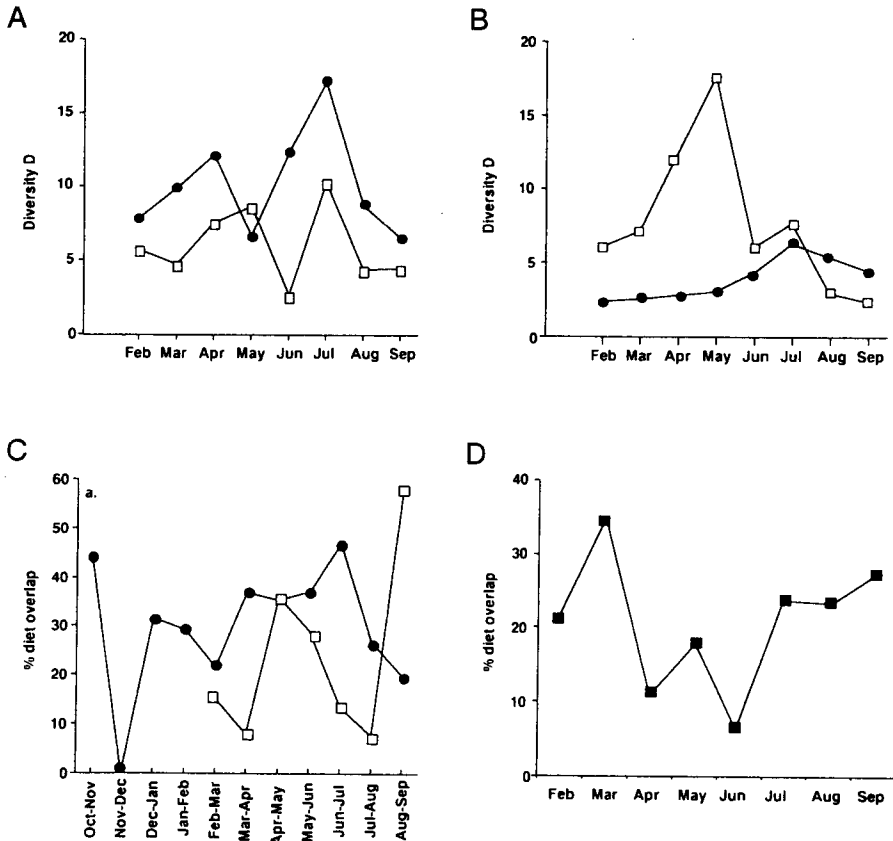 A
20
15
10
5
0
Diversity D
Feb Mar Apr May Jun Jul Aug Sep
B
20
15
10
5
0
Diversity D
Feb Mar Apr May Jun Jul Aug Sep
C
a.
60
50
40
30
20
10
0
% diet overlap
Oct-Nov
Nov-Dec
Dec-Jan
Jan-Feb
Feb-Mar
Mar-Apr
Apr-May
May-Jun
Jun-Jul
Jul-Aug
Aug-Sep
D
40
30
20
10
0
% diet overlap
Feb Mar Apr May Jun Jul Aug Sep